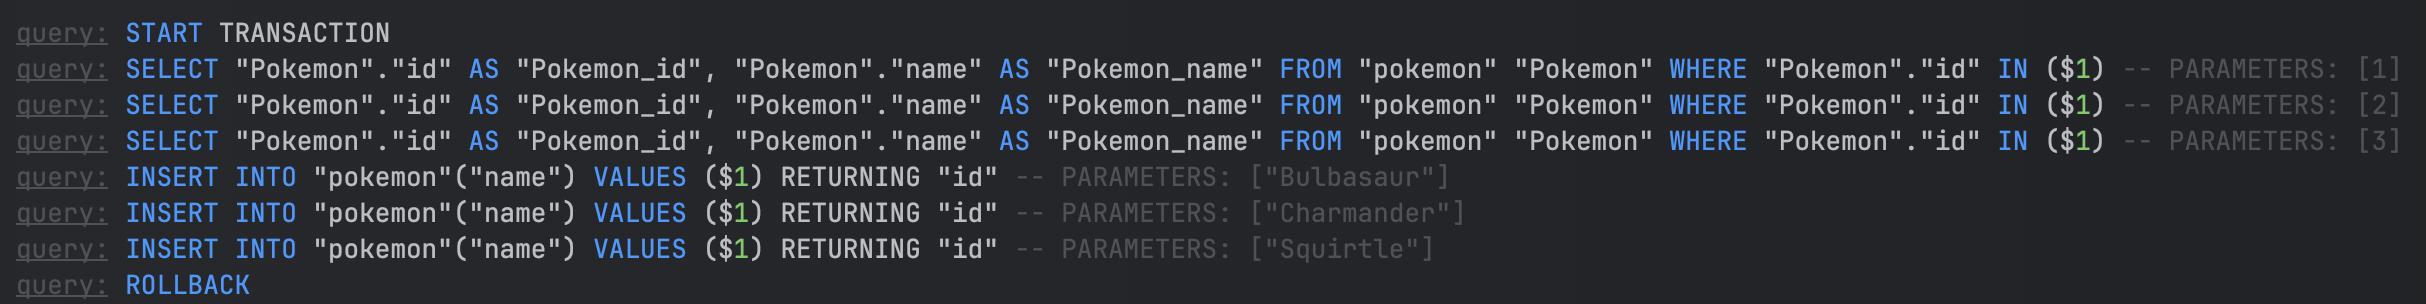 query: START TRANSACTION
query: SELECT "Pokemon"."id" AS "Pokemon_id", "Pokemon"."name" AS "Pokemon_name" FROM "pokemon" "Pokemon" WHERE "Pokemon"."id" IN ($1) -- PARAMETERS: [1]
query: SELECT "Pokemon"."id" AS "Pokemon_id", "Pokemon"."name" AS "Pokemon_name" FROM "pokemon" "Pokemon" WHERE "Pokemon"."id" IN ($1) -- PARAMETERS: [2]
query: SELECT "Pokemon"."id" AS "Pokemon_id", "Pokemon"."name" AS "Pokemon_name" FROM "pokemon" "Pokemon" WHERE "Pokemon"."id" IN ($1) -- PARAMETERS: [3]
query: INSERT INTO "pokemon"("name") VALUES ($1) RETURNING "id" -- PARAMETERS: ["Bulbasaur"]
query: INSERT INTO "pokemon"("name") VALUES ($1) RETURNING "id" -- PARAMETERS: ["Charmander"]
query: INSERT INTO "pokemon"("name") VALUES ($1) RETURNING "id" -- PARAMETERS: ["Squirtle"]
query: ROLLBACK